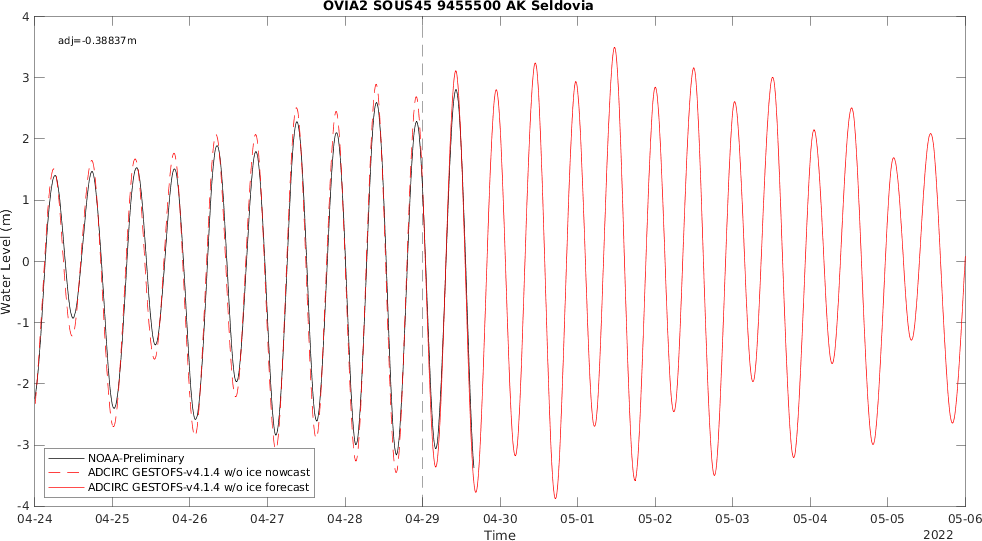 OVIA2 SOUS45 9455500 AK Seldovia
adj=-0.38837m
4
3
2
1
0
-1
-2
-3
-4
Water Level (m)
NOAA-Preliminary
ADCIRC GESTOFS-v4.1.4 w/o ice nowcast
ADCIRC GESTOFS-v4.1.4 w/o ice forecast
04-24 04-25 04-26 04-27 04-28 04-29 04-30 05-01 05-02 05-03 05-04 05-05 05-06
Time
2022